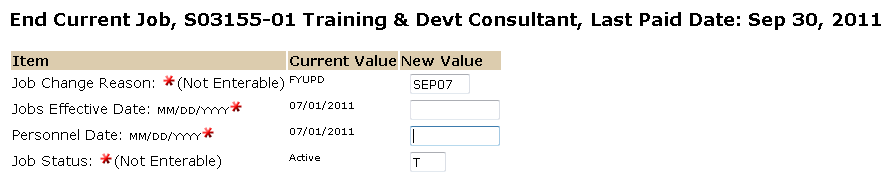 End Current Job, S03155-01 Training & Devt Consultant, Last Paid Date: Sep 30, 2011
Item Current Value New Value
Job Change Reason: *(Not Enterable) FYUPD SEP07
Jobs Effective Date: MM/DD/YYYY* 07/01/2011
Personnel Date: MM/DD/YYYY* 07/01/2011
Job Status: *(Not Enterable) Active T